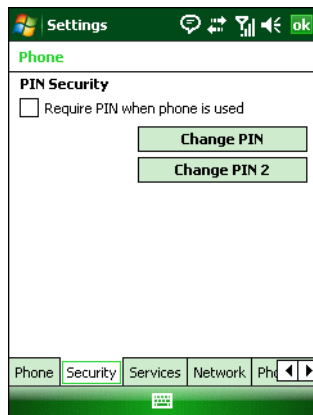 Settings ok
Phone
PIN Security
Require PIN when phone is used
Change PIN
Change PIN 2
Phone Security Services Network